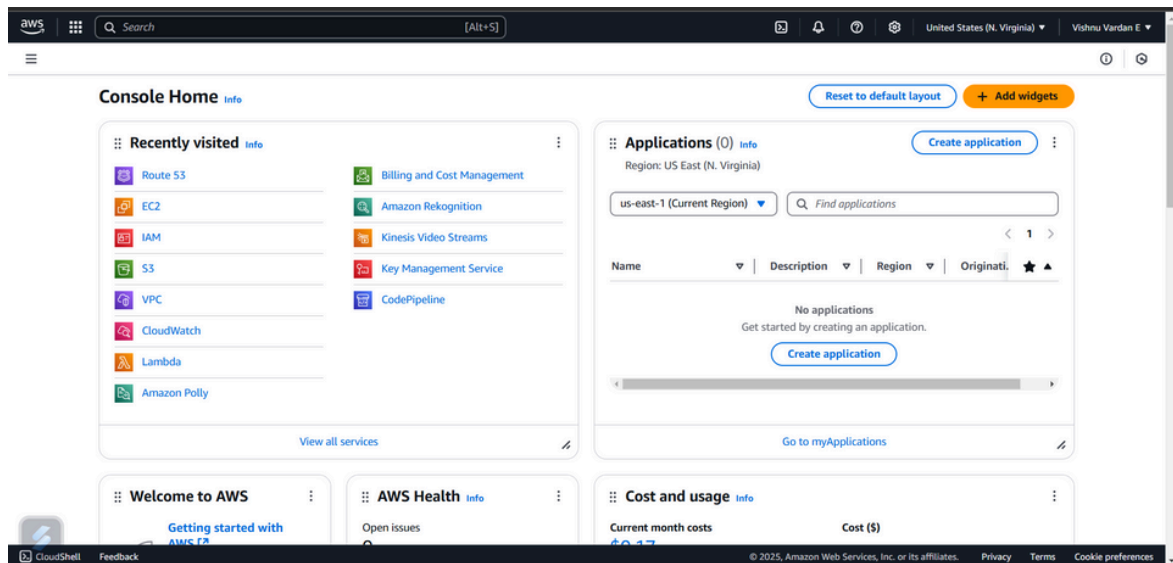 aws
Search [Alt+S]
United States (N. Virginia)
Vishnu Vardan E
Console Home Info
Reset to default layout
+ Add widgets
Recently visited Info
Route 53
EC2
IAM
S3
VPC
CloudWatch
Lambda
Amazon Polly
Billing and Cost Management
Amazon Rekognition
Kinesis Video Streams
Key Management Service
CodePipeline
View all services
Applications (0) Info
Create application
Region: US East (N. Virginia)
us-east-1 (Current Region)
Find applications
1
Name Description Region Originati.
No applications
Get started by creating an application.
Create application
Go to myApplications
Welcome to AWS
Getting started with
AWS
AWS Health Info
Open issues
Cost and usage Info
Current month costs
$0.17
Cost ($)
CloudShell Feedback
© 2025, Amazon Web Services, Inc. or its affiliates. Privacy Terms Cookie preferences